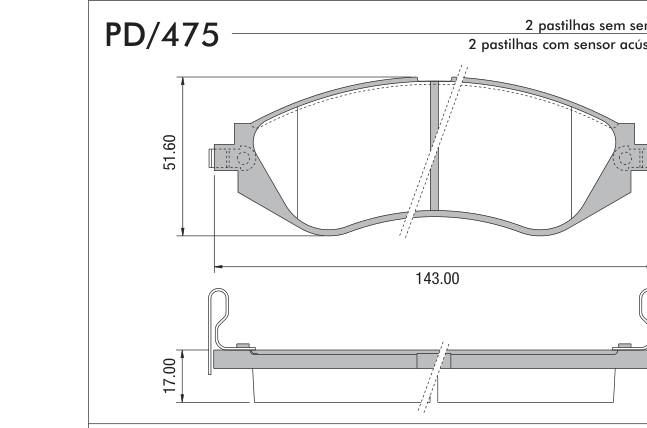 PD/475
2 pastilhas sem
2 pastilhas com sensor
51.60
143.00
17.00